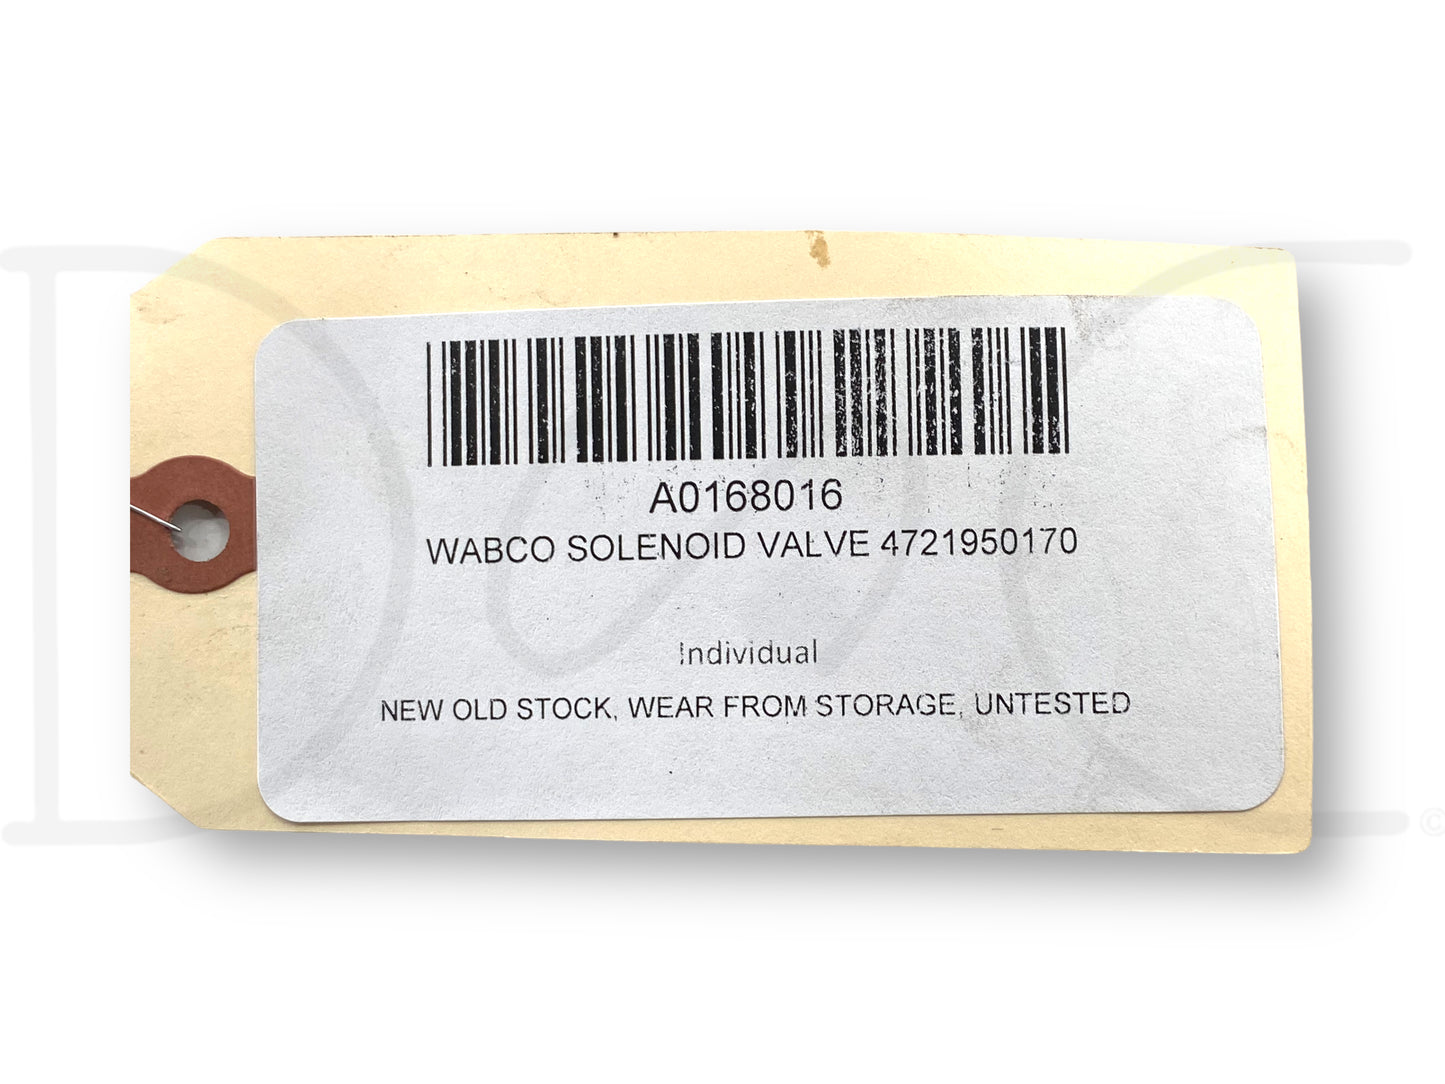 A0168016
WABCO SOLENOID VALVE 4721950170
Individual
NEW OLD STOCK, WEAR FROM STORAGE, UNTESTED
©